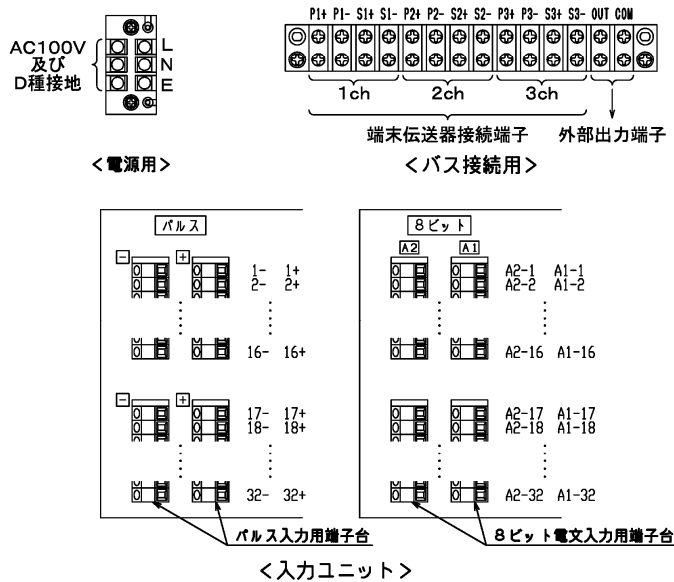 AC100V
及び
D種接地
L
N
E
<電源用>
P1+ P1- S1+ S1- P2+ P2- S2+ S2- P3+ P3- S3+ S3- OUT COM
1ch 2ch 3ch
端末伝送器接続端子 外部出力端子
<バス接続用>
パルス
- +
1- 1+
2- 2+
16- 16+
- +
17- 17+
18- 18+
32- 32+
パルス入力用端子台
8ビット
A2 A1
A2-1 A1-1
A2-2 A1-2
A2-16 A1-16
A2-17 A1-17
A2-18 A1-18
A2-32 A1-32
8ビット電文入力用端子台
<入力ユニット>